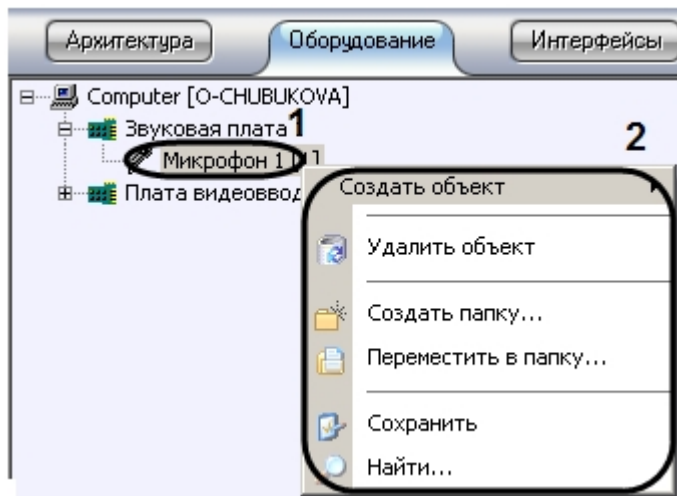 Архитектура Оборудование Интерфейсы
Computer [O-CHUBUKOVA]
Звуковая плата 1
2
Микрофон 1 [1]
Плата видеоввод
Создать объект
Удалить объект
Создать папку...
Переместить в папку...
Сохранить
Найти...